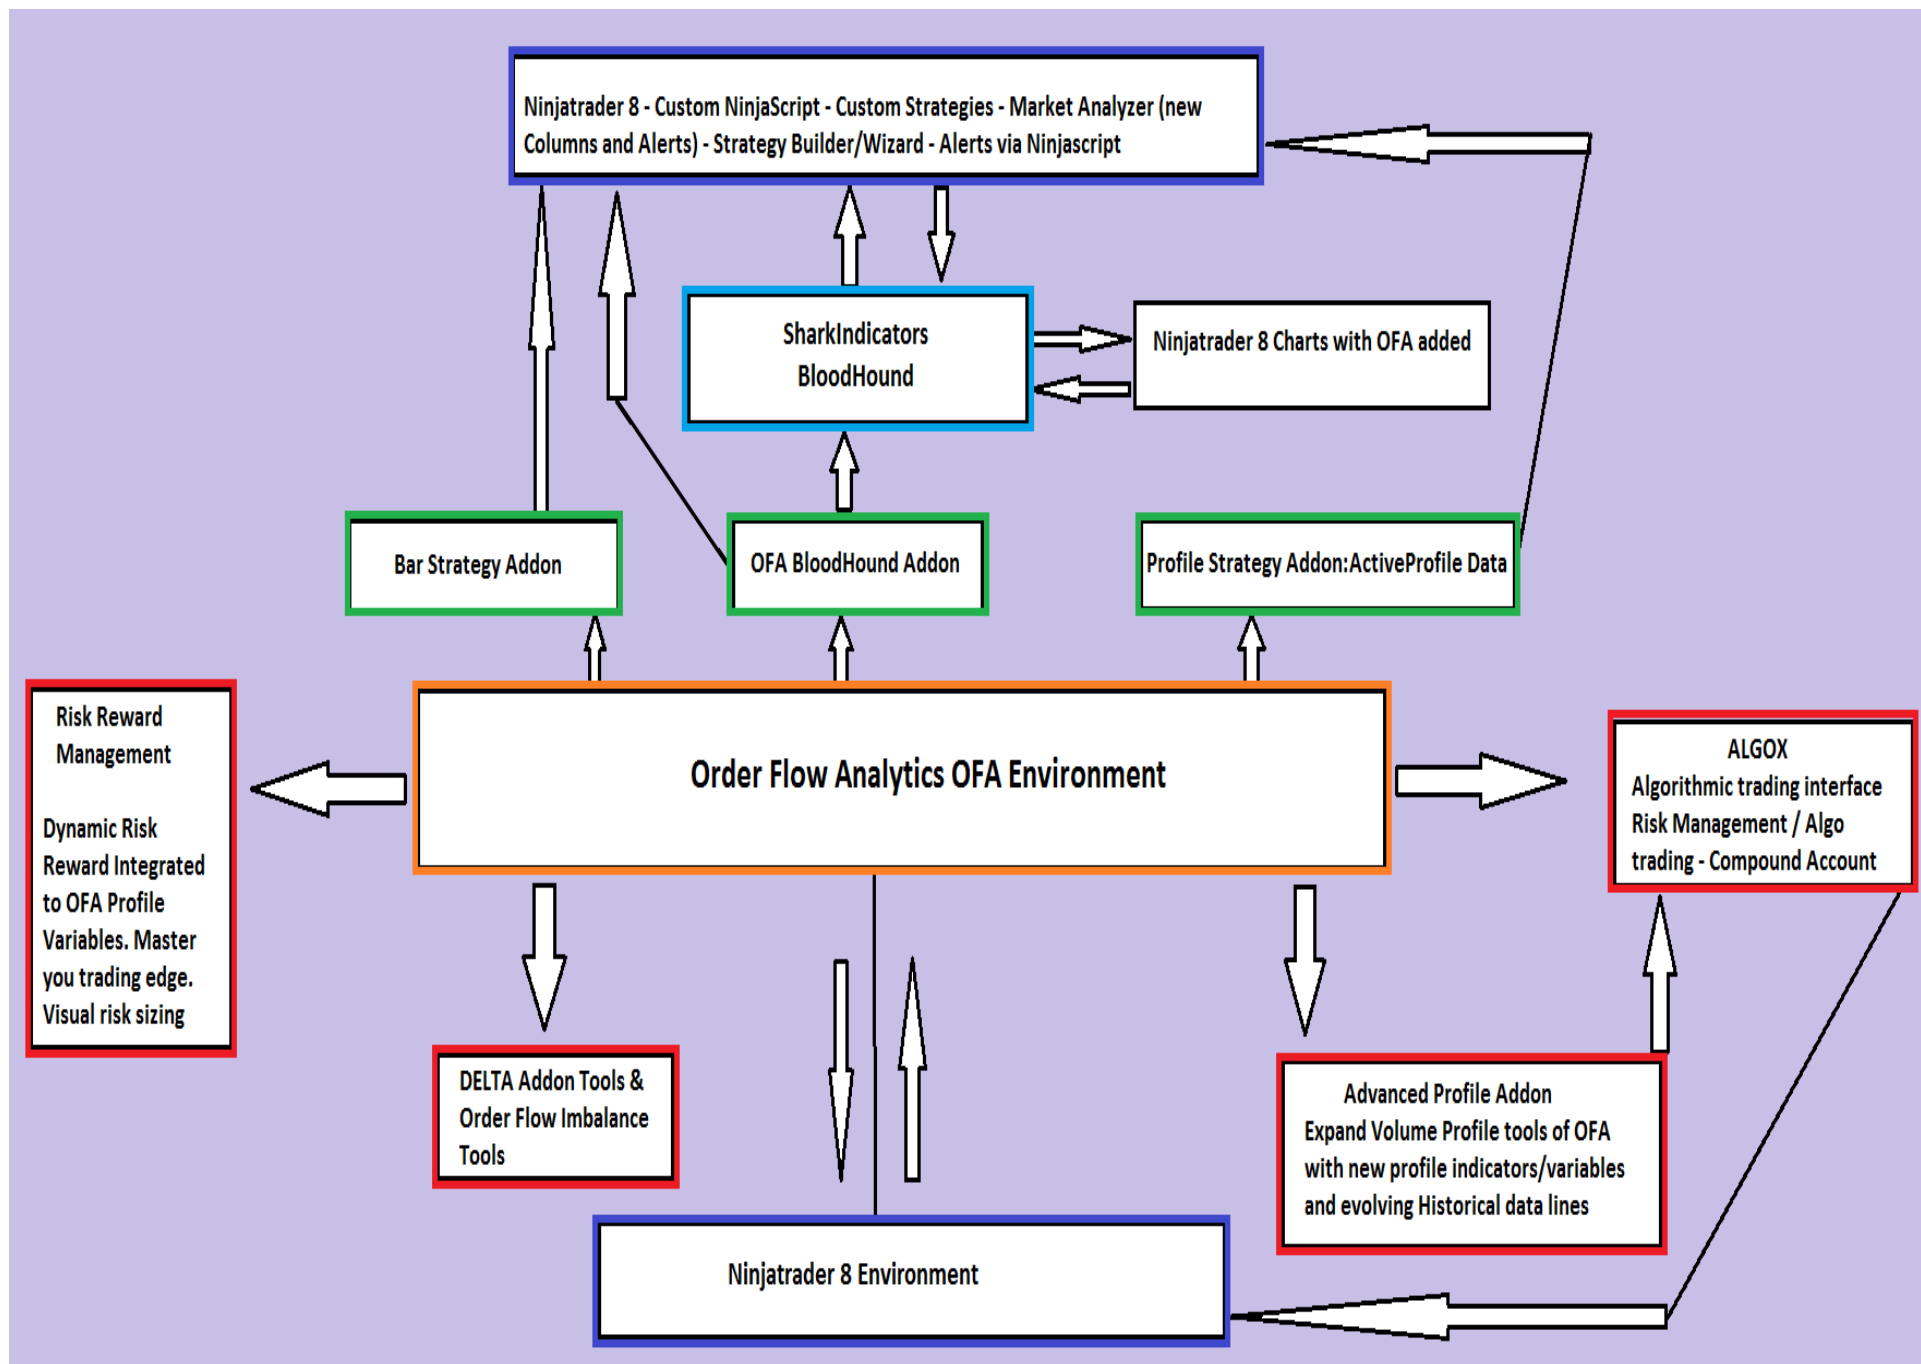 Ninjatrader 8 - Custom NinjaScript - Custom Strategies - Market Analyzer (new
Columns and Alerts) - Strategy Builder/Wizard - Alerts via Ninjascript
SharkIndicators
BloodHound
Ninjatrader 8 Charts with OFA added
Bar Strategy Addon
OFA BloodHound Addon
Profile Strategy Addon:ActiveProfile Data
Risk Reward
Management
Dynamic Risk
Reward Integrated
to OFA Profile
Variables. Master
you trading edge.
Visual risk sizing
Order Flow Analytics OFA Environment
ALGOX
Algorithmic trading interface
Risk Management / Algo
trading - Compound Account
DELTA Addon Tools &
Order Flow Imbalance
Tools
Advanced Profile Addon
Expand Volume Profile tools of OFA
with new profile indicators/variables
and evolving Historical data lines
Ninjatrader 8 Environment